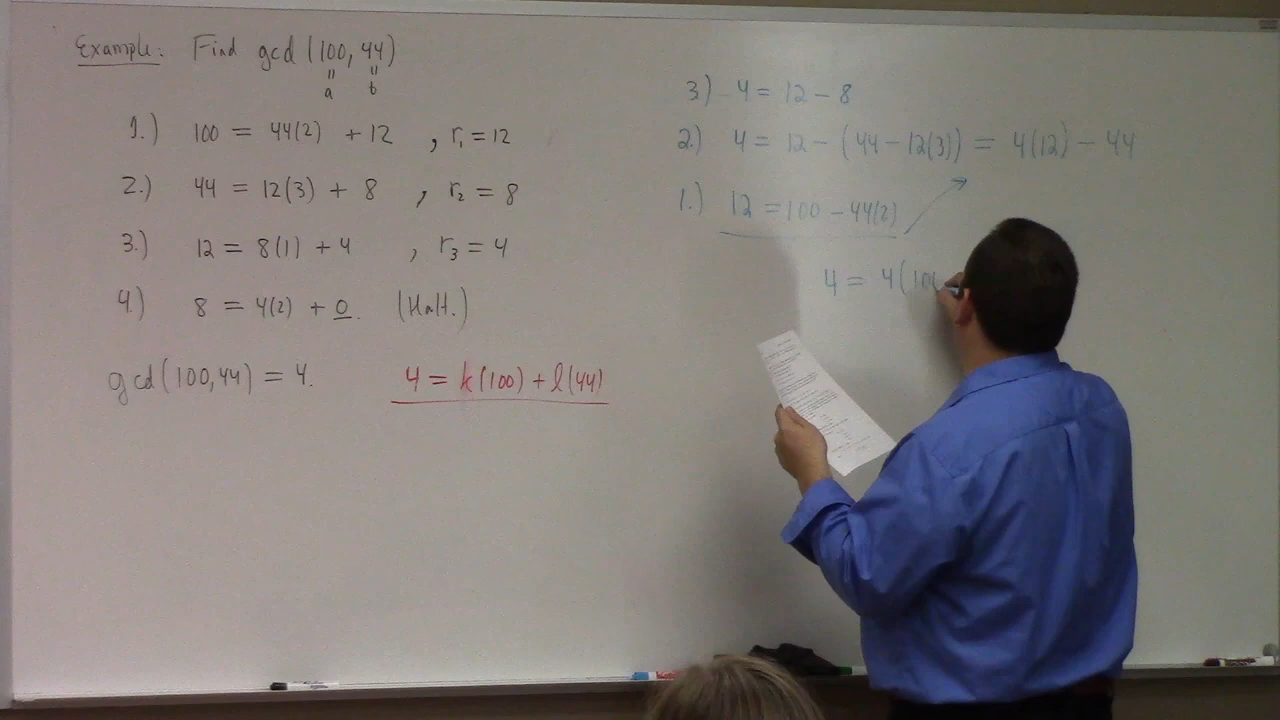 Example: Find gcd (100, 44)
" "
a b
1.) 100 = 44(2) + 12 , r₁ = 12
2.) 44 = 12(3) + 8 , r₂ = 8
3.) 12 = 8(1) + 4 , r₃ = 4
4.) 8 = 4(2) + 0. (Halt.)
gcd(100,44) = 4.
4 = k(100) + l(44)
3.) 4 = 12 - 8
2.) 4 = 12 - (44 - 12(3)) = 4(12) - 44
1.) 12 = 100 - 44(2)
4 = 4(100